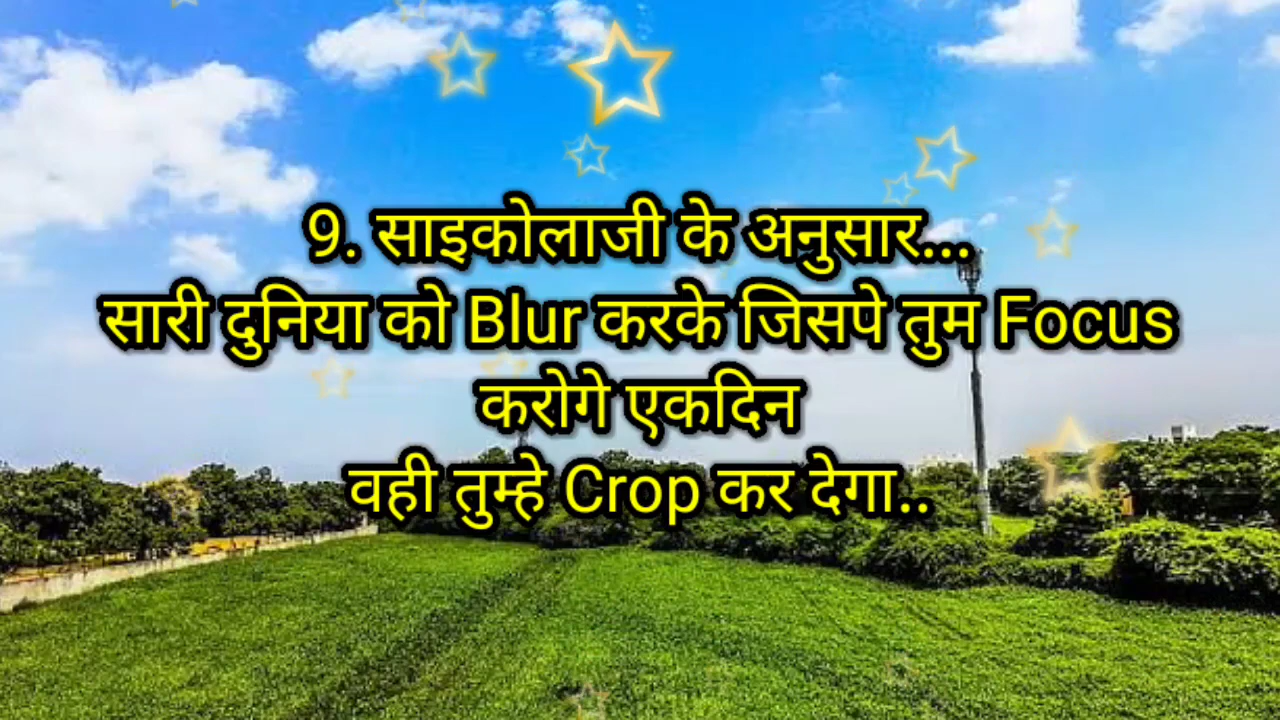 9. साइकोलाजी के अनुसार...
सारी दुनिया को Blur करके जिसपे तुम Focus
करोगे एकदिन
वही तुम्हे Crop कर देगा..